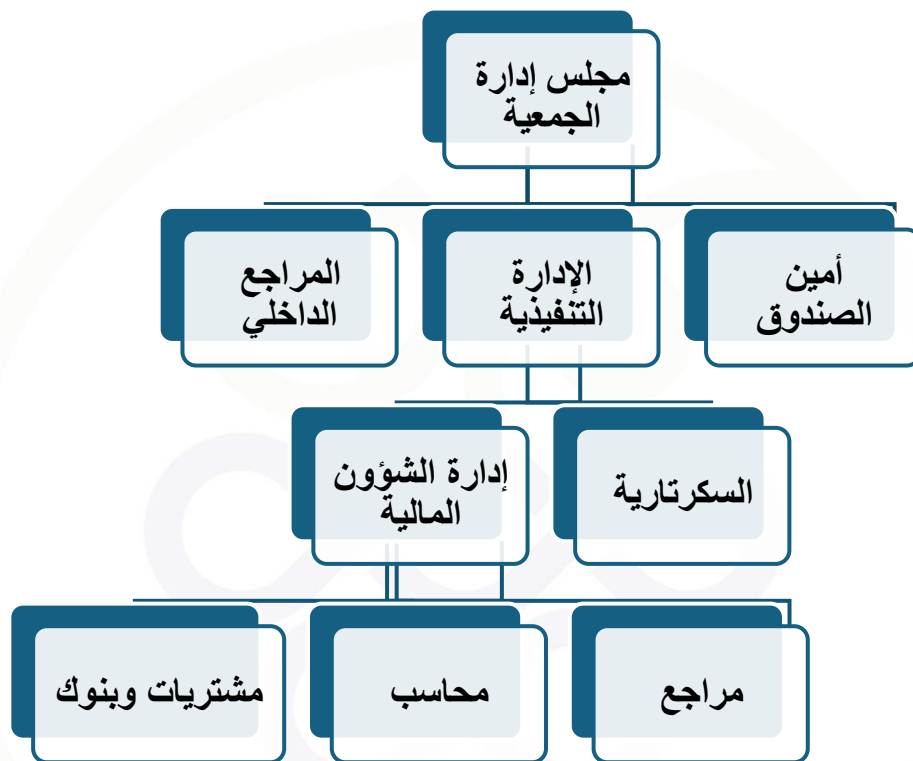 مجلس إدارة
الجمعية
أمين
الصندوق
الإدارة
التنفيذية
المراجع
الداخلي
السكرتارية
إدارة الشؤون
المالية
مراجع
محاسب
مشتريات وبنوك